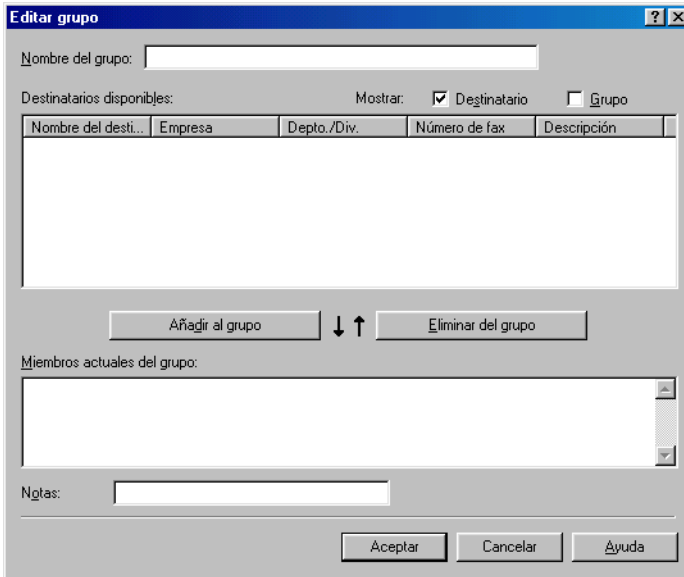 Editar grupo
Nombre del grupo:
Destinatarios disponibles: Mostrar: Destinatario Grupo
Nombre del desti... Empresa Depto./Div. Número de fax Descripción
Añadir al grupo Eliminar del grupo
Miembros actuales del grupo:
Notas:
Aceptar Cancelar Ayuda